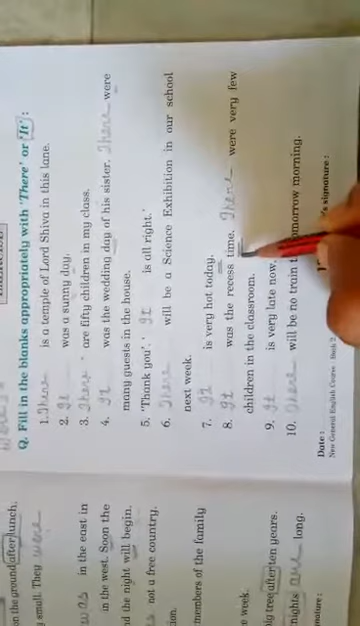 Q. Fill in the blanks appropriately with 'There' or 'It' :
1. There is a temple of Lord Shiva in this lane.
2. It was a sunny day.
3. There are fifty children in my class.
4. It was the wedding day of his sister. There were
many guests in the house.
5. 'Thank you'. ' It is all right.'
6. There will be a Science Exhibition in our school
next week.
7. It is very hot today.
8. It was the recess time. There were very few
children in the classroom.
9. It is very late now.
10. There will be no train morning.
Date :
signature :
New General English Course Book 2
on the ground after lunch.
small. They were
was in the east in
in the west. Soon the
the night will begin.
not a free country.
members of the family
week.
tree after ten years.
nights are long.